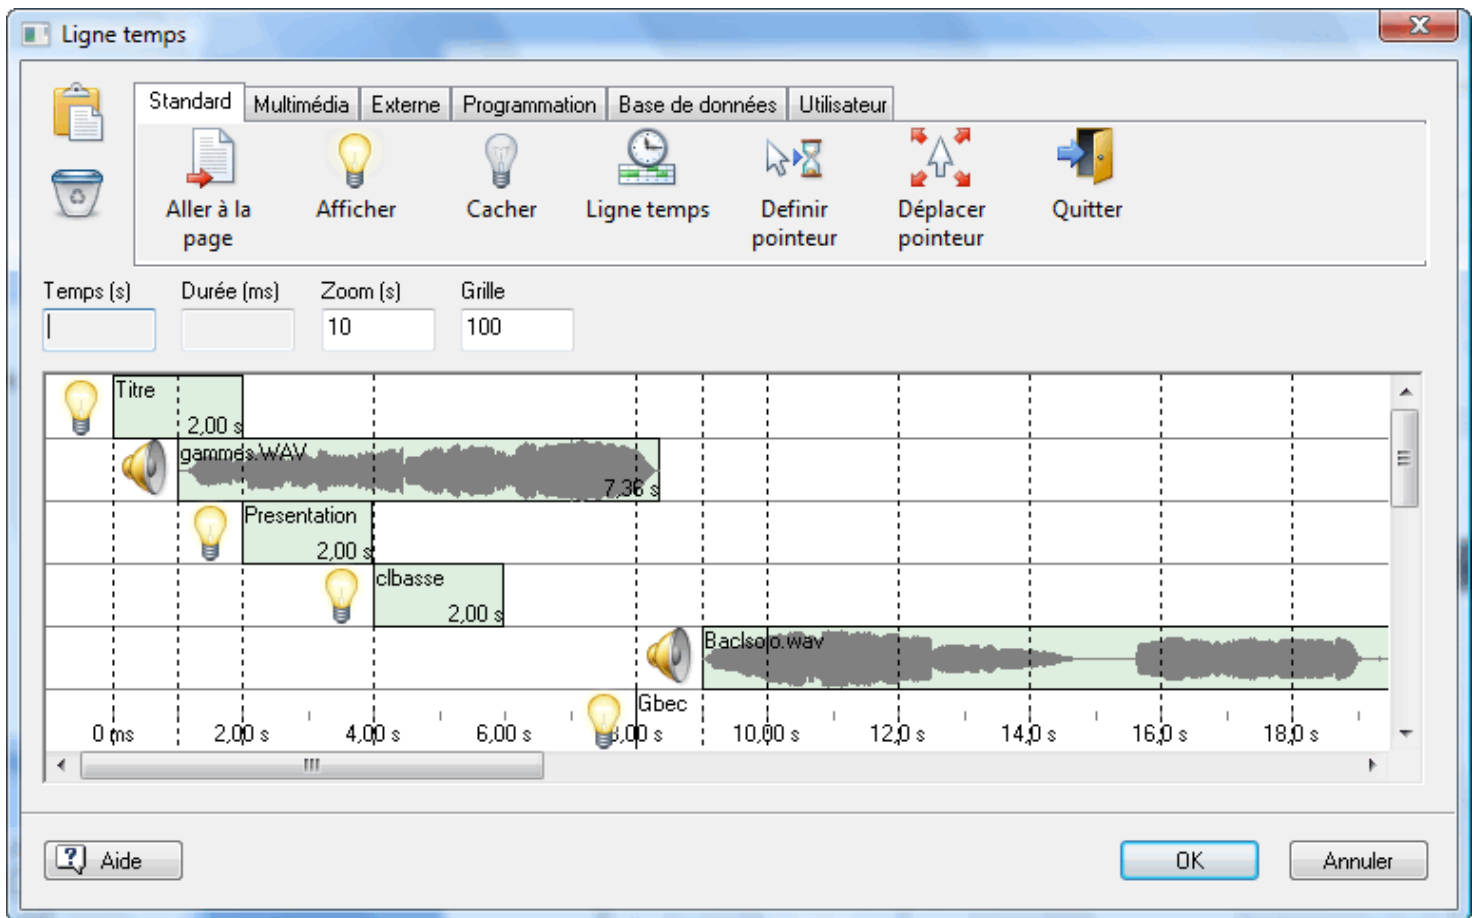 Ligne temps
Standard Multimédia Externe Programmation Base de données Utilisateur
Aller à la page
Afficher
Cacher
Ligne temps
Definir pointeur
Déplacer pointeur
Quitter
Temps (s) Durée (ms) Zoom (s) Grille
10 100
Titre
2,00 s
gammes.WAV
7,36 s
Presentation
2,00 s
clbasse
2,00 s
Baclsolo.wav
Gbec
0 ms 2,00 s 4,00 s 6,00 s 8,00 s 10,00 s 12,0 s 14,0 s 16,0 s 18,0 s
Aide OK Annuler